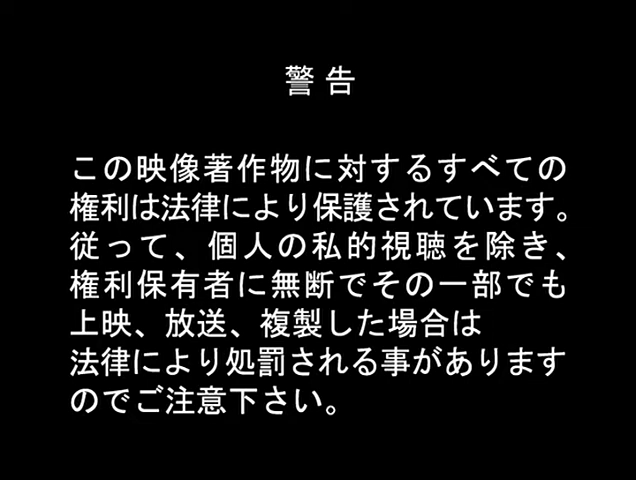 警告
この映像著作物に対するすべての
権利は法律により保護されています。
従って、個人の私的視聴を除き、
権利保有者に無断でその一部でも
上映、放送、複製した場合は
法律により処罰される事があります
のでご注意下さい。